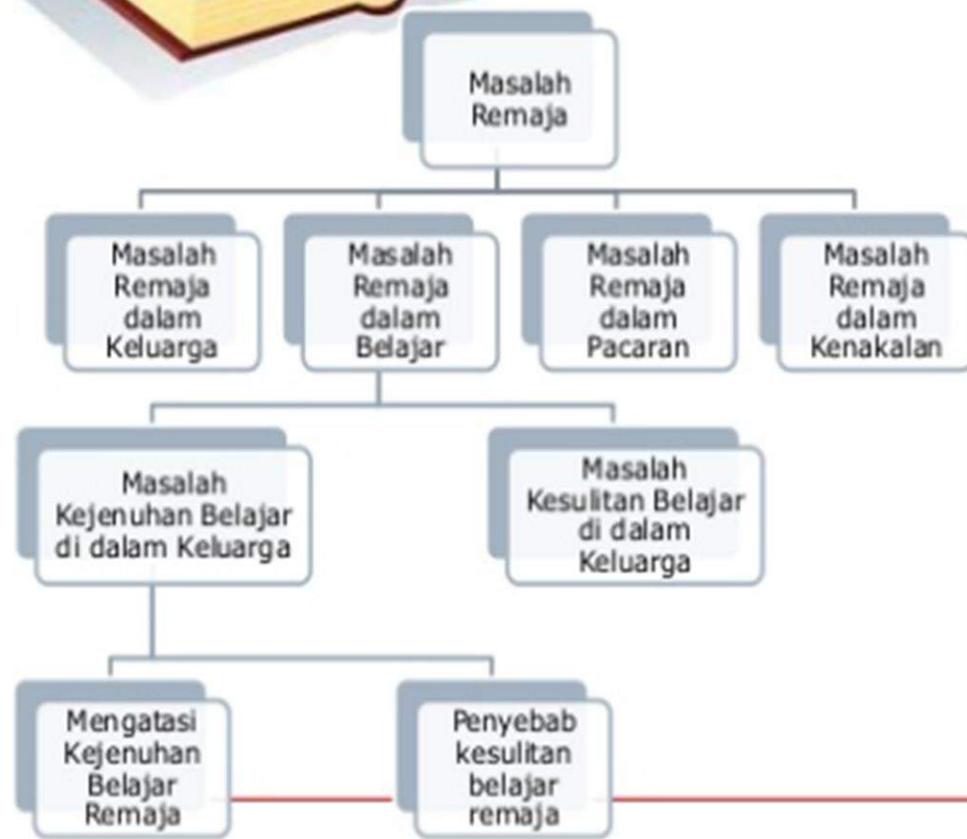 Masalah
Remaja
Masalah
Remaja
dalam
Keluarga
Masalah
Remaja
dalam
Belajar
Masalah
Remaja
dalam
Pacaran
Masalah
Remaja
dalam
Kenakalan
Masalah
Kejenuhan Belajar
di dalam Keluarga
Masalah
Kesulitan Belajar
di dalam
Keluarga
Mengatasi
Kejenuhan
Belajar
Remaja
Penyebab
kesulitan
belajar
remaja